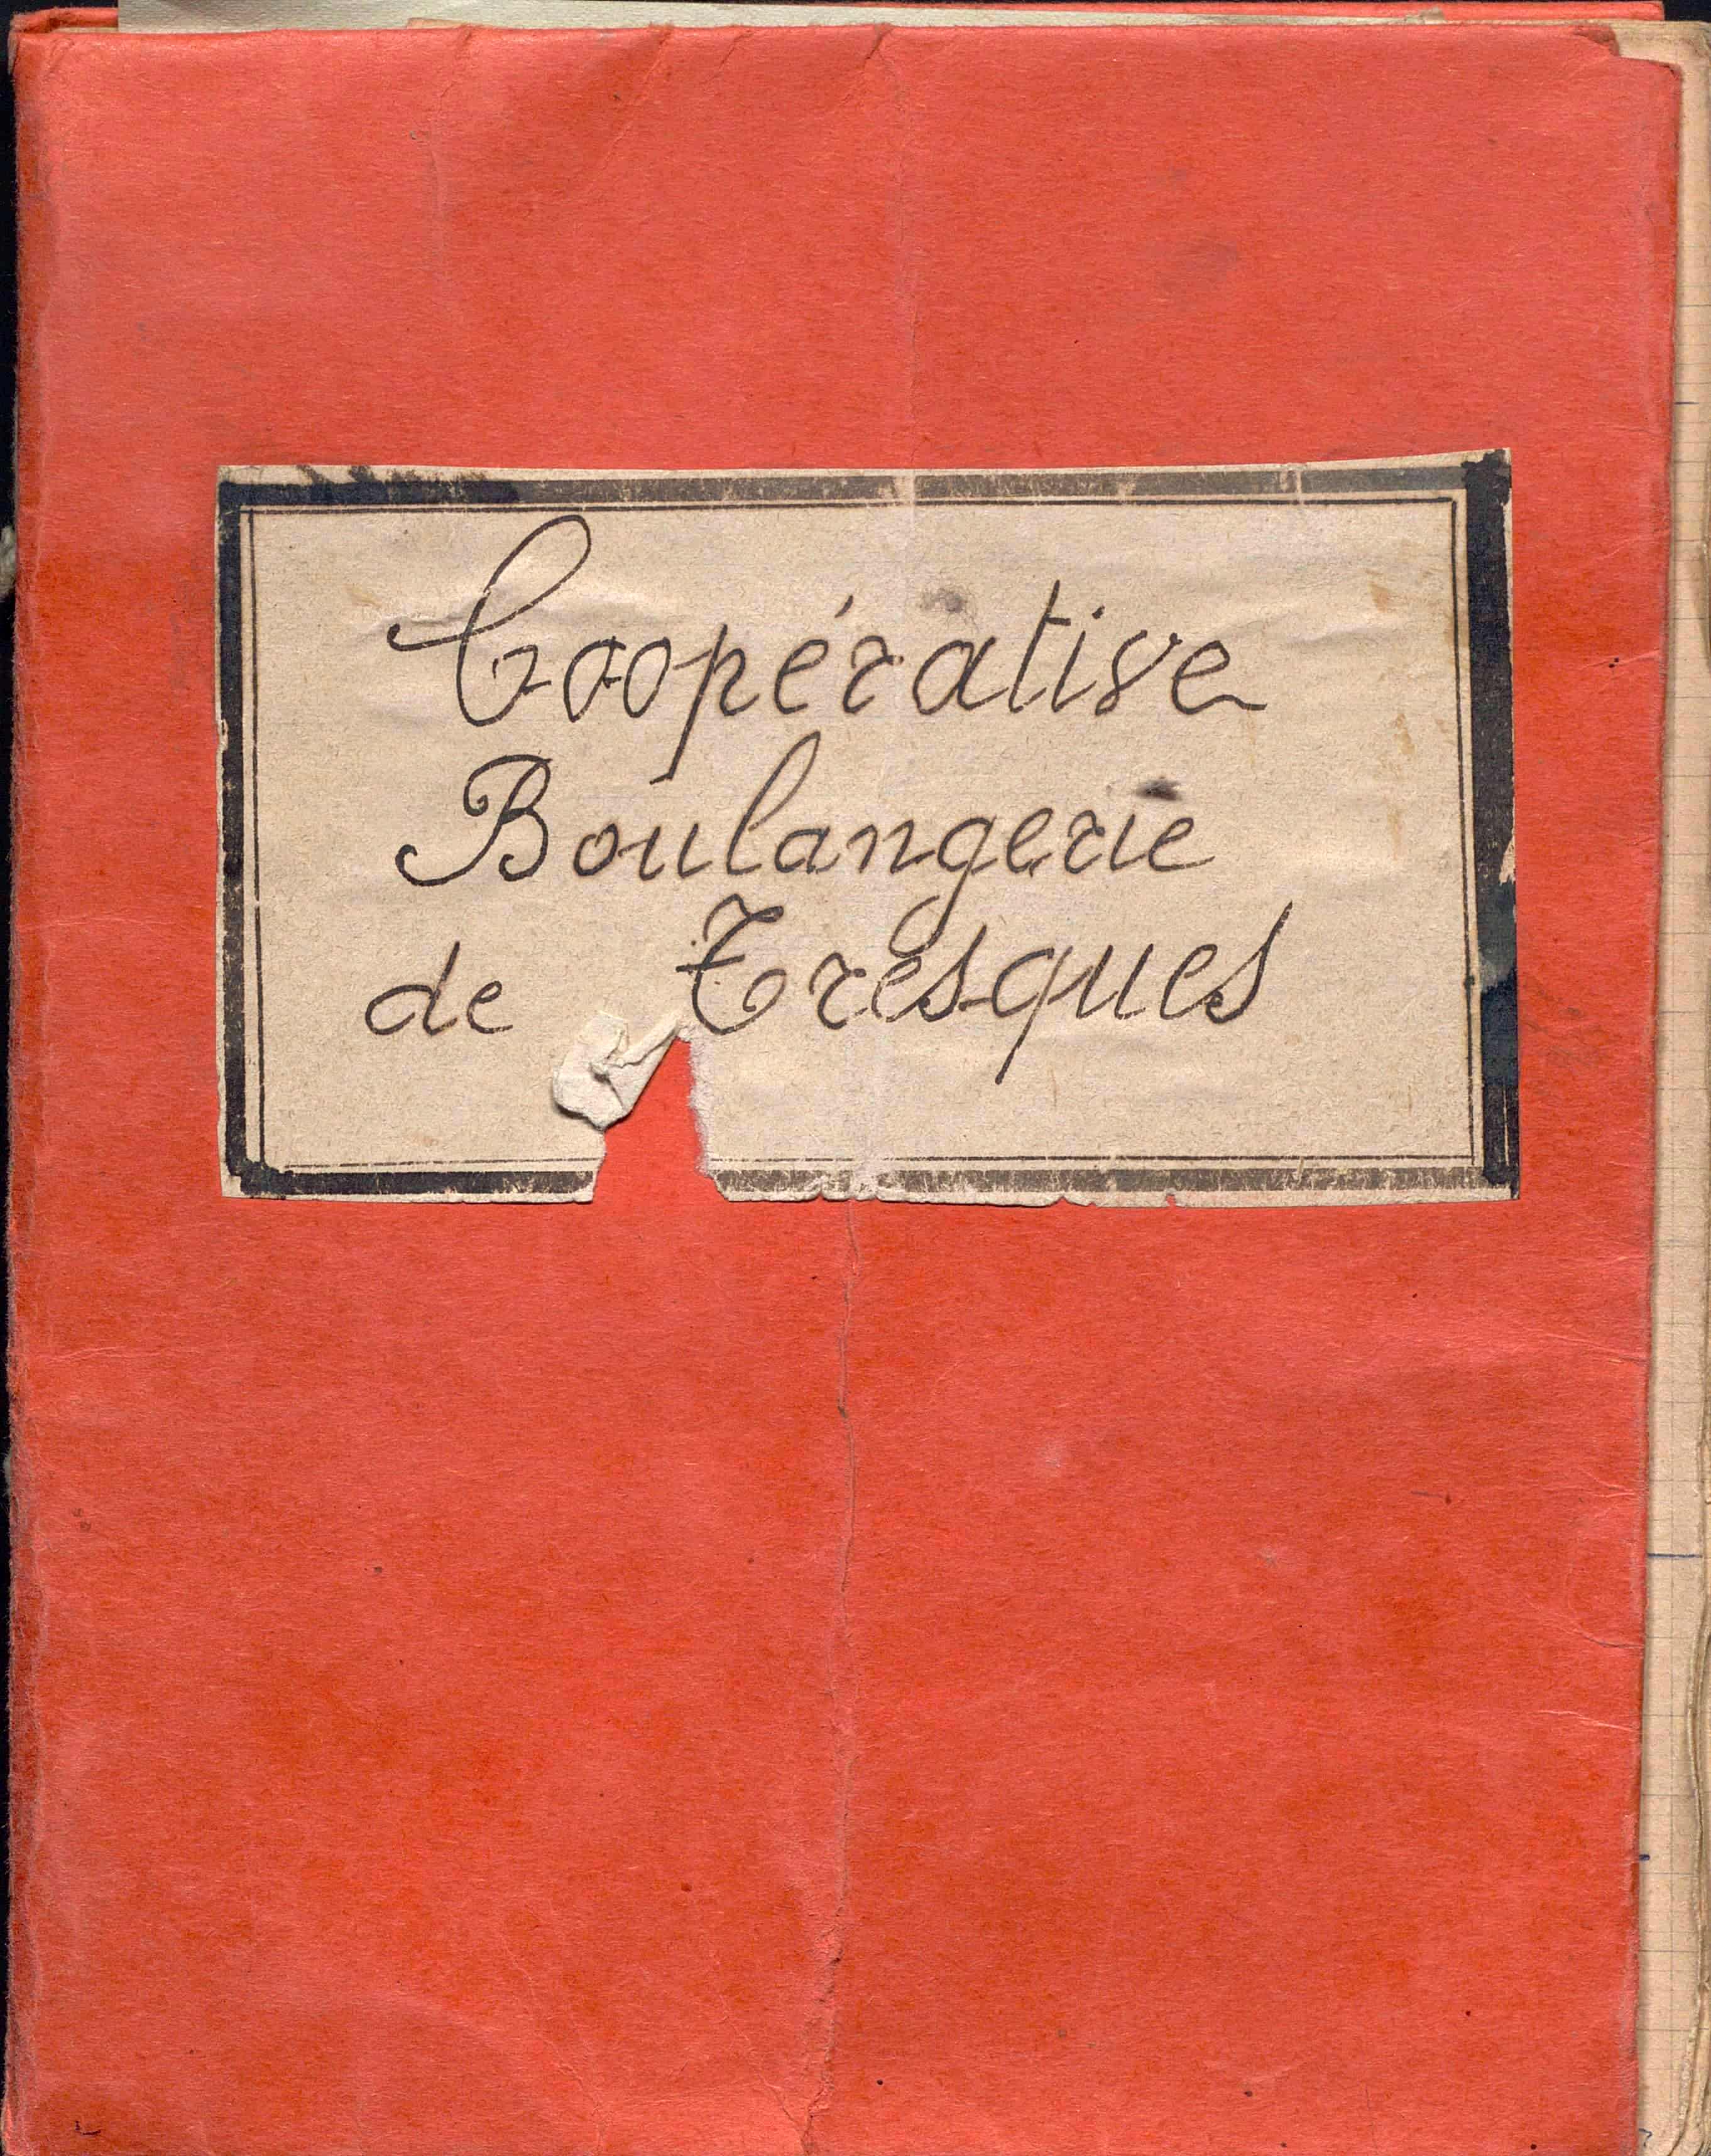 Coopérative
Boulangerie
de Tresques